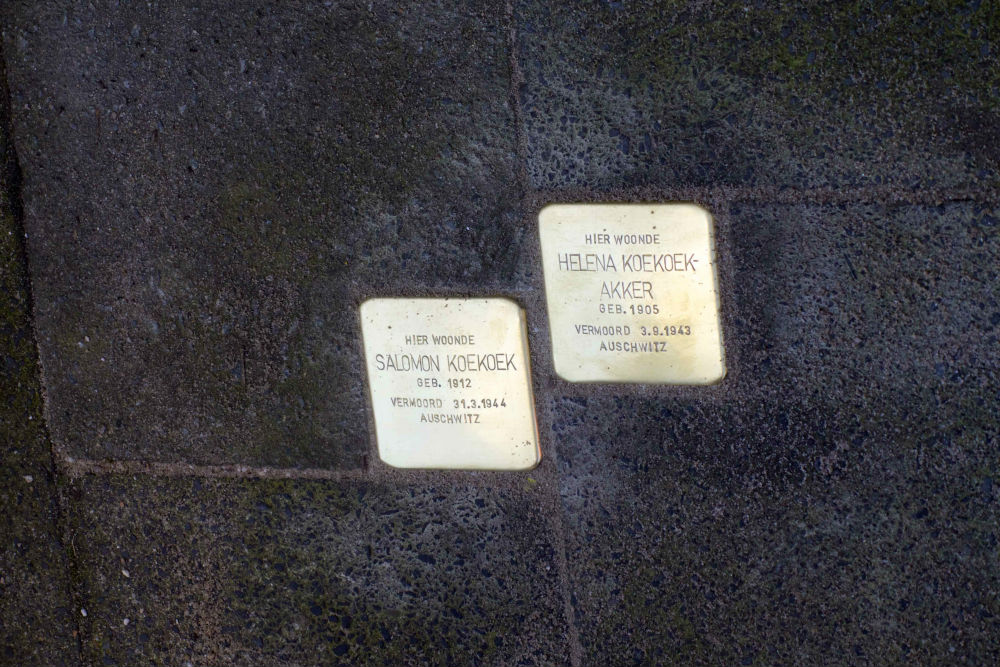 HIER WOONDE
SALOMON KOEKOEK
GEB. 1912
VERMOORD 31.3.1944
AUSCHWITZ
HIER WOONDE
HELENA KOEKOEK-
AKKER
GEB. 1905
VERMOORD 3.9.1943
AUSCHWITZ